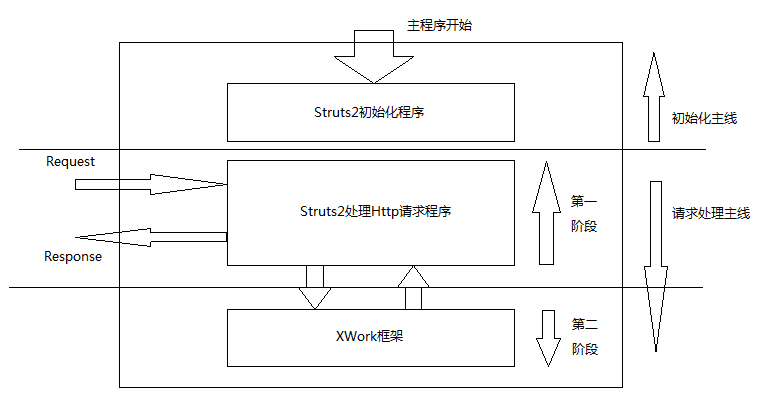 主程序开始
Struts2初始化程序
初始化主线
Request
Struts2处理Http请求程序
第一
阶段
请求处理主线
Response
XWork框架
第二
阶段